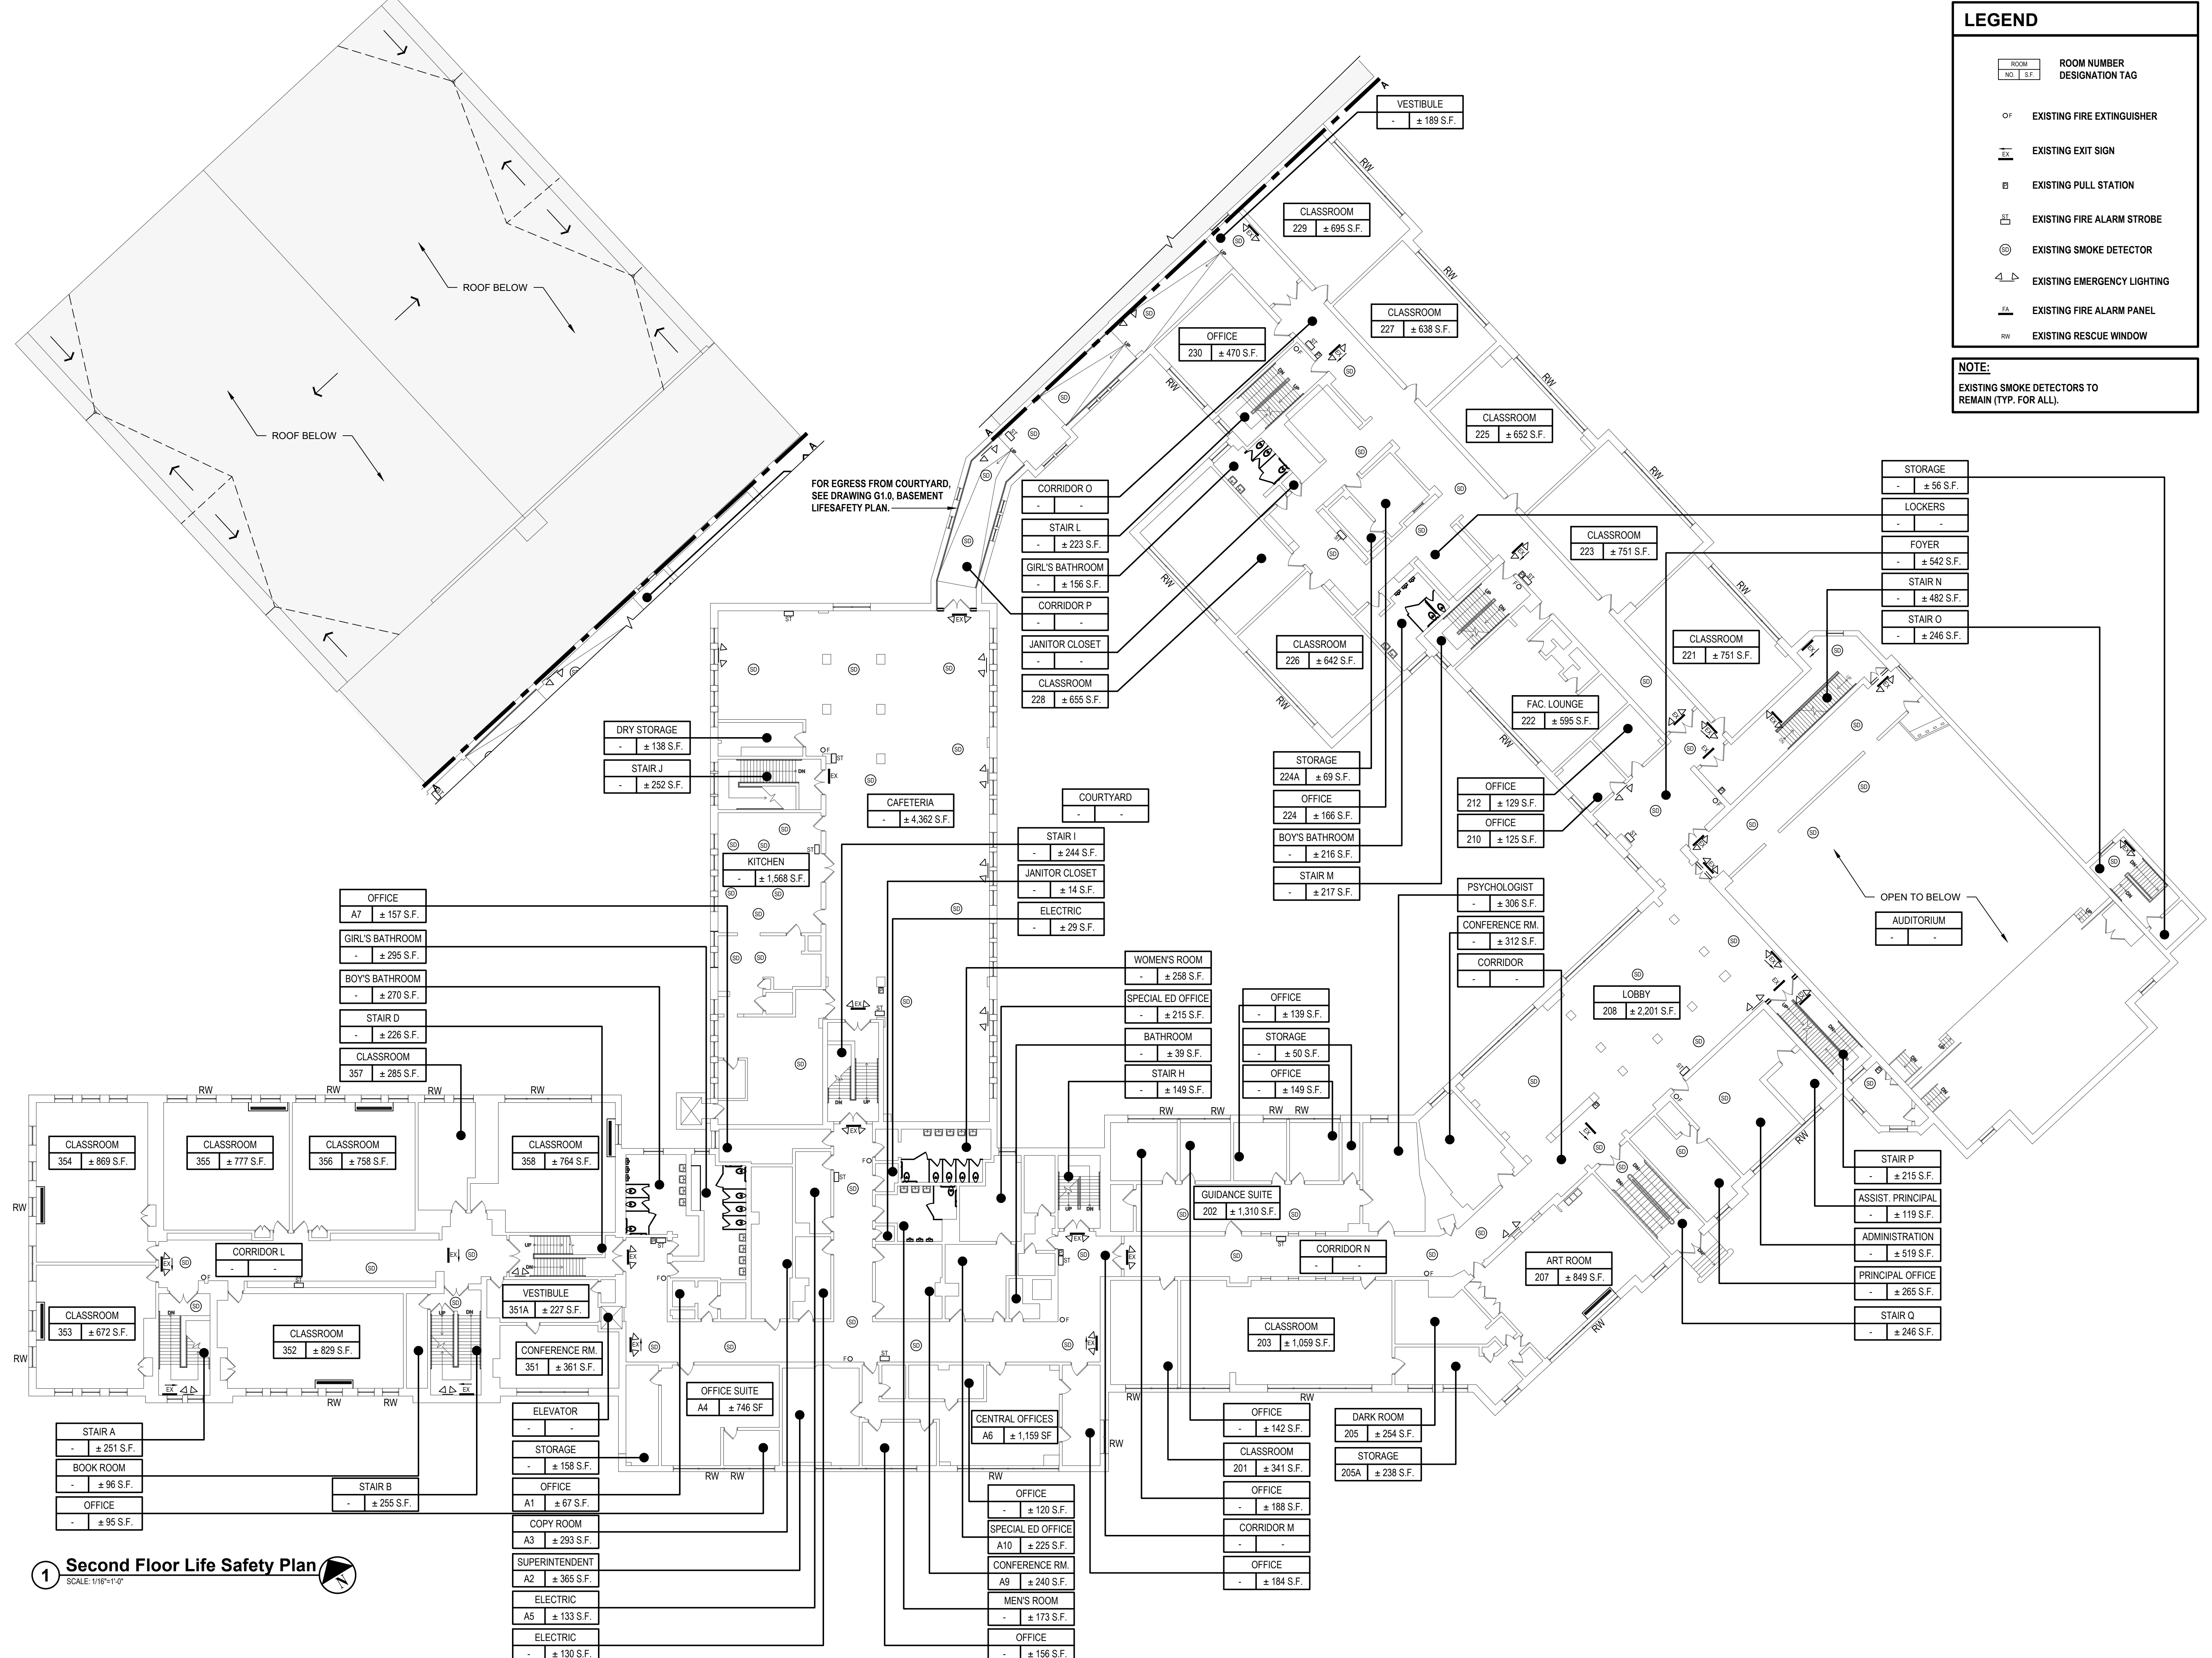 LEGEND
ROOM
NO. S.F.
ROOM NUMBER
DESIGNATION TAG
OF EXISTING FIRE EXTINGUISHER
EX EXISTING EXIT SIGN
F EXISTING PULL STATION
ST EXISTING FIRE ALARM STROBE
SD EXISTING SMOKE DETECTOR
EXISTING EMERGENCY LIGHTING
FA EXISTING FIRE ALARM PANEL
RW EXISTING RESCUE WINDOW
NOTE:
EXISTING SMOKE DETECTORS TO
REMAIN (TYP. FOR ALL).
ROOF BELOW
ROOF BELOW
A
A
A
A
VESTIBULE
- ± 189 S.F.
CLASSROOM
229 ± 695 S.F.
CLASSROOM
227 ± 638 S.F.
OFFICE
230 ± 470 S.F.
CLASSROOM
225 ± 652 S.F.
CLASSROOM
223 ± 751 S.F.
CLASSROOM
221 ± 751 S.F.
CLASSROOM
226 ± 642 S.F.
FAC. LOUNGE
222 ± 595 S.F.
FOR EGRESS FROM COURTYARD,
SEE DRAWING G1.0, BASEMENT
LIFESAFETY PLAN.
CORRIDOR O
- -
STAIR L
- ± 223 S.F.
GIRL'S BATHROOM
- ± 156 S.F.
CORRIDOR P
- -
JANITOR CLOSET
- -
CLASSROOM
228 ± 655 S.F.
STORAGE
- ± 56 S.F.
LOCKERS
- -
FOYER
- ± 542 S.F.
STAIR N
- ± 482 S.F.
STAIR O
- ± 246 S.F.
DRY STORAGE
- ± 138 S.F.
STAIR J
- ± 252 S.F.
CAFETERIA
- ± 4,362 S.F.
COURTYARD
- -
KITCHEN
- ± 1,568 S.F.
STAIR I
- ± 244 S.F.
JANITOR CLOSET
- ± 14 S.F.
ELECTRIC
- ± 29 S.F.
STORAGE
224A ± 69 S.F.
OFFICE
224 ± 166 S.F.
BOY'S BATHROOM
- ± 216 S.F.
STAIR M
- ± 217 S.F.
OFFICE
212 ± 129 S.F.
OFFICE
210 ± 125 S.F.
PSYCHOLOGIST
- ± 306 S.F.
CONFERENCE RM.
- ± 312 S.F.
CORRIDOR
- -
OPEN TO BELOW
AUDITORIUM
- -
LOBBY
208 ± 2,201 S.F.
OFFICE
A7 ± 157 S.F.
GIRL'S BATHROOM
- ± 295 S.F.
BOY'S BATHROOM
- ± 270 S.F.
STAIR D
- ± 226 S.F.
CLASSROOM
357 ± 285 S.F.
WOMEN'S ROOM
- ± 258 S.F.
SPECIAL ED OFFICE
- ± 215 S.F.
BATHROOM
- ± 39 S.F.
STAIR H
- ± 149 S.F.
OFFICE
- ± 139 S.F.
STORAGE
- ± 50 S.F.
OFFICE
- ± 149 S.F.
CLASSROOM
354 ± 869 S.F.
CLASSROOM
355 ± 777 S.F.
CLASSROOM
356 ± 758 S.F.
CLASSROOM
358 ± 764 S.F.
GUIDANCE SUITE
202 ± 1,310 S.F.
CORRIDOR N
- -
ART ROOM
207 ± 849 S.F.
STAIR P
- ± 215 S.F.
ASSIST. PRINCIPAL
- ± 119 S.F.
ADMINISTRATION
- ± 519 S.F.
PRINCIPAL OFFICE
- ± 265 S.F.
STAIR Q
- ± 246 S.F.
CORRIDOR L
- -
VESTIBULE
351A ± 227 S.F.
CLASSROOM
353 ± 672 S.F.
CLASSROOM
352 ± 829 S.F.
CONFERENCE RM.
351 ± 361 S.F.
CLASSROOM
203 ± 1,059 S.F.
OFFICE SUITE
A4 ± 746 SF
CENTRAL OFFICES
A6 ± 1,159 SF
STAIR A
- ± 251 S.F.
BOOK ROOM
- ± 96 S.F.
OFFICE
- ± 95 S.F.
STAIR B
- ± 255 S.F.
ELEVATOR
- -
STORAGE
- ± 158 S.F.
OFFICE
A1 ± 67 S.F.
COPY ROOM
A3 ± 293 S.F.
SUPERINTENDENT
A2 ± 365 S.F.
ELECTRIC
A5 ± 133 S.F.
ELECTRIC
- ± 130 S.F.
OFFICE
- ± 120 S.F.
SPECIAL ED OFFICE
A10 ± 225 S.F.
CONFERENCE RM.
A9 ± 240 S.F.
MEN'S ROOM
- ± 173 S.F.
OFFICE
- ± 156 S.F.
OFFICE
- ± 142 S.F.
CLASSROOM
201 ± 341 S.F.
OFFICE
- ± 188 S.F.
CORRIDOR M
- -
OFFICE
- ± 184 S.F.
DARK ROOM
205 ± 254 S.F.
STORAGE
205A ± 238 S.F.
1 Second Floor Life Safety Plan
SCALE: 1/16"=1'-0"
N